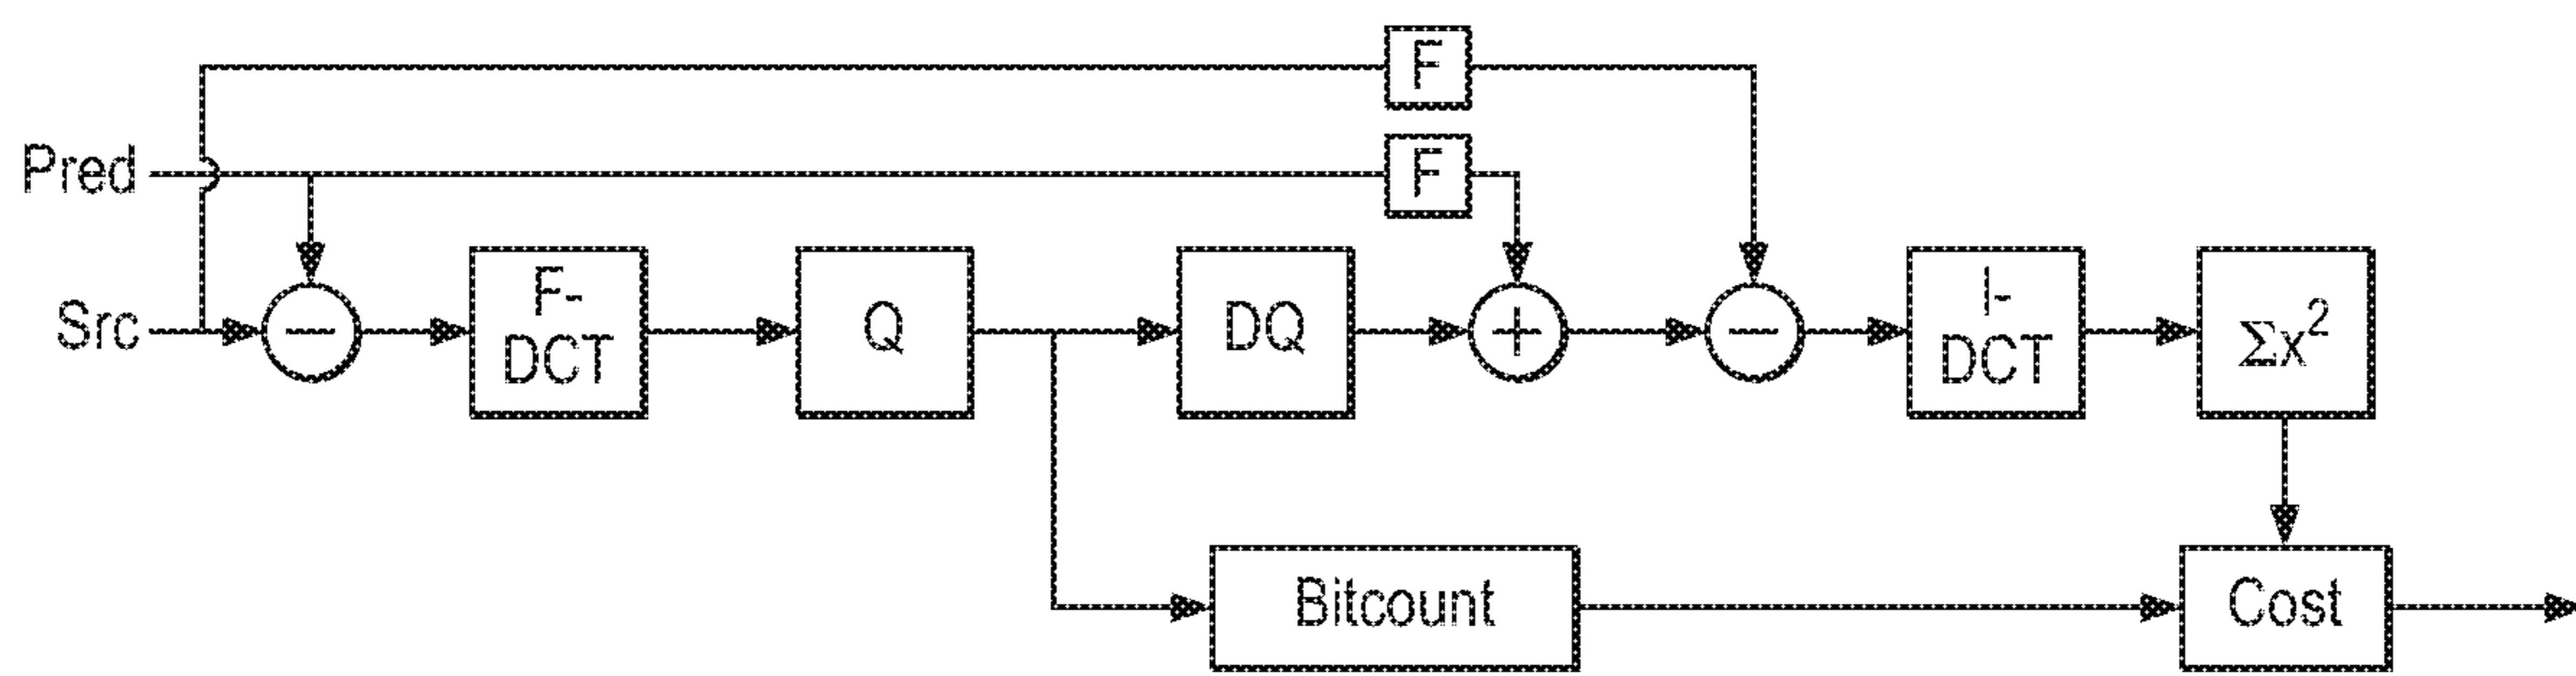 F
Pred
F
Src
−
F-
DCT
Q
DQ
+
−
I-
DCT
Σx²
Bitcount
Cost